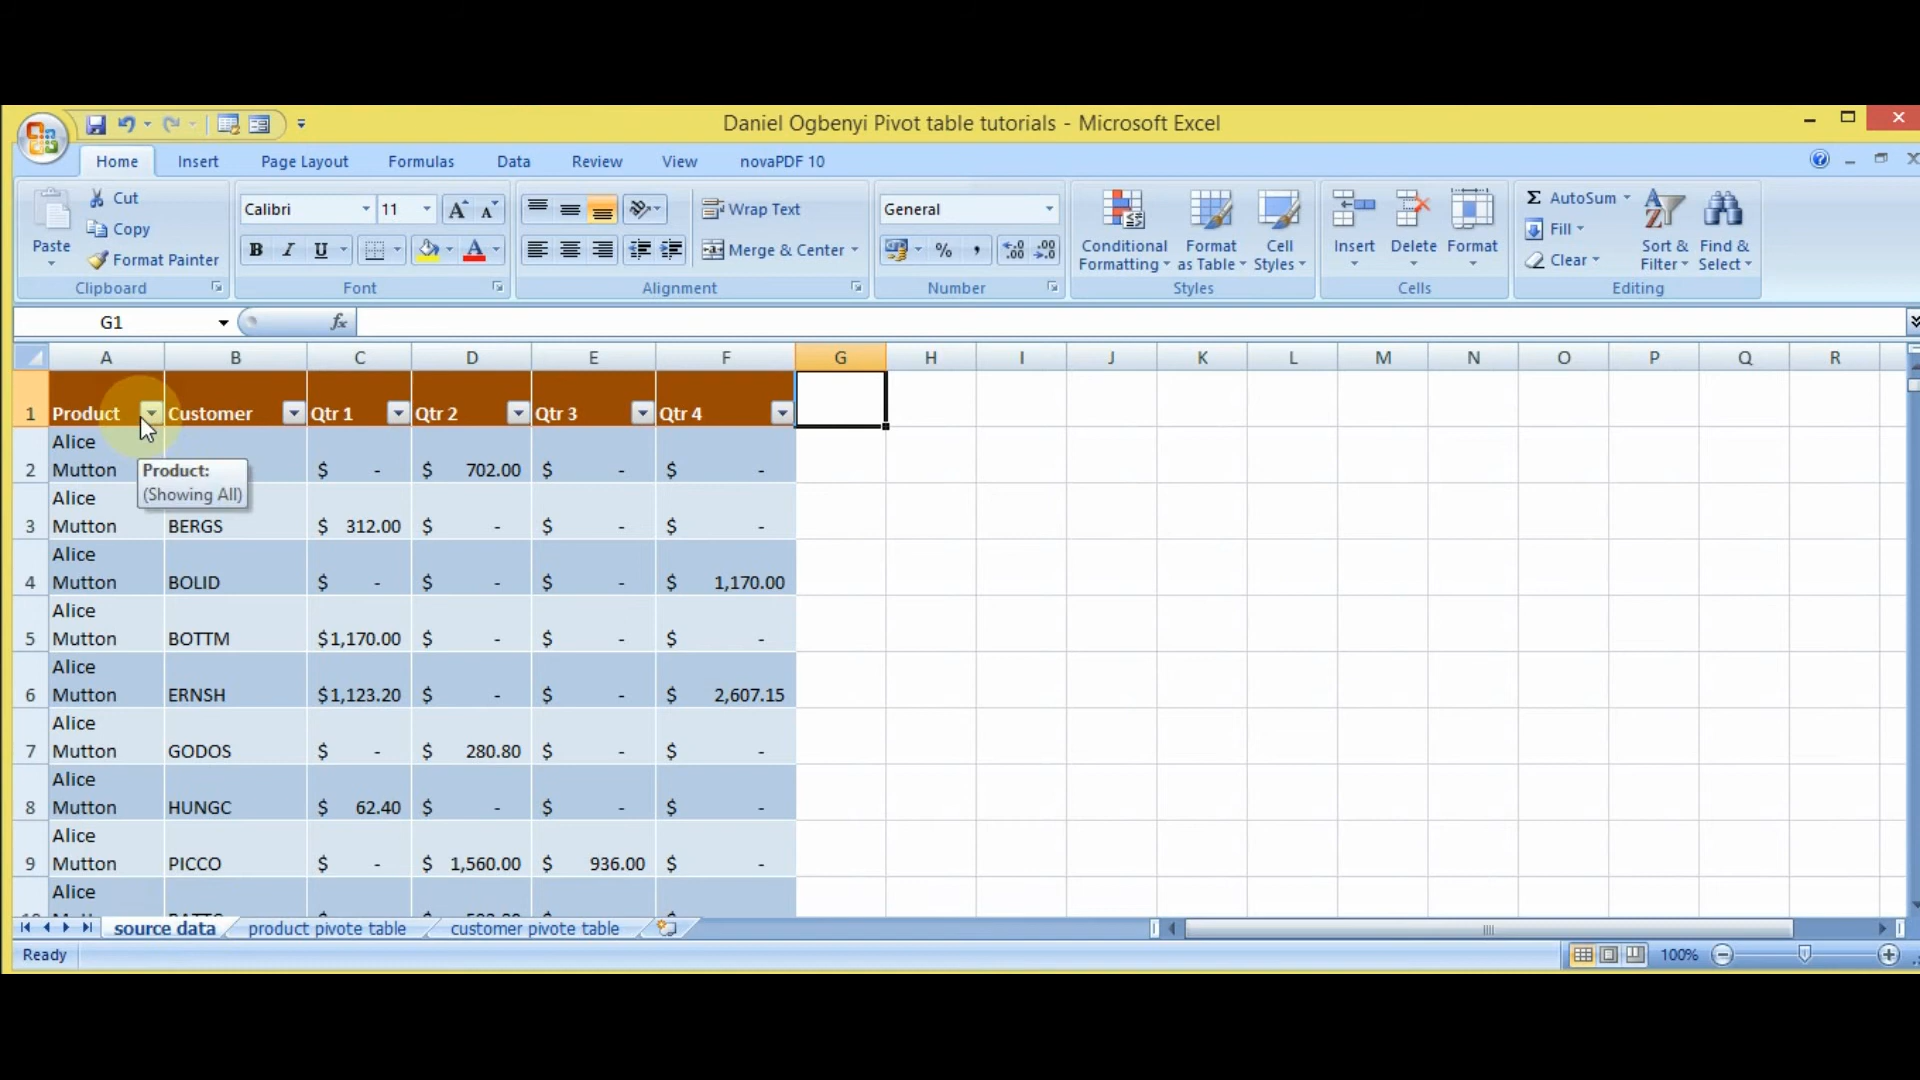 Daniel Ogbenyi Pivot table tutorials - Microsoft Excel
Home Insert Page Layout Formulas Data Review View novaPDF 10
Paste Cut Copy Format Painter Clipboard
Calibri 11 B I U Font
Wrap Text Merge & Center Alignment
General % , .0 .00 .00 .0 Number
Conditional Formatting Format as Table Cell Styles Styles
Insert Delete Format Cells
AutoSum Fill Clear Sort & Filter Find & Select Editing
G1 fx
A B C D E F G H I J K L M N O P Q R
1 Product Customer Qtr 1 Qtr 2 Qtr 3 Qtr 4
2 Alice Mutton $ - $ 702.00 $ - $ -
Product:
(Showing All)
3 Alice Mutton BERGS $ 312.00 $ - $ - $ -
4 Alice Mutton BOLID $ - $ - $ - $ 1,170.00
5 Alice Mutton BOTTM $1,170.00 $ - $ - $ -
6 Alice Mutton ERNSH $1,123.20 $ - $ - $ 2,607.15
7 Alice Mutton GODOS $ - $ 280.80 $ - $ -
8 Alice Mutton HUNGC $ 62.40 $ - $ - $ -
9 Alice Mutton PICCO $ - $ 1,560.00 $ 936.00 $ -
Alice
source data product pivote table customer pivote table
Ready 100%